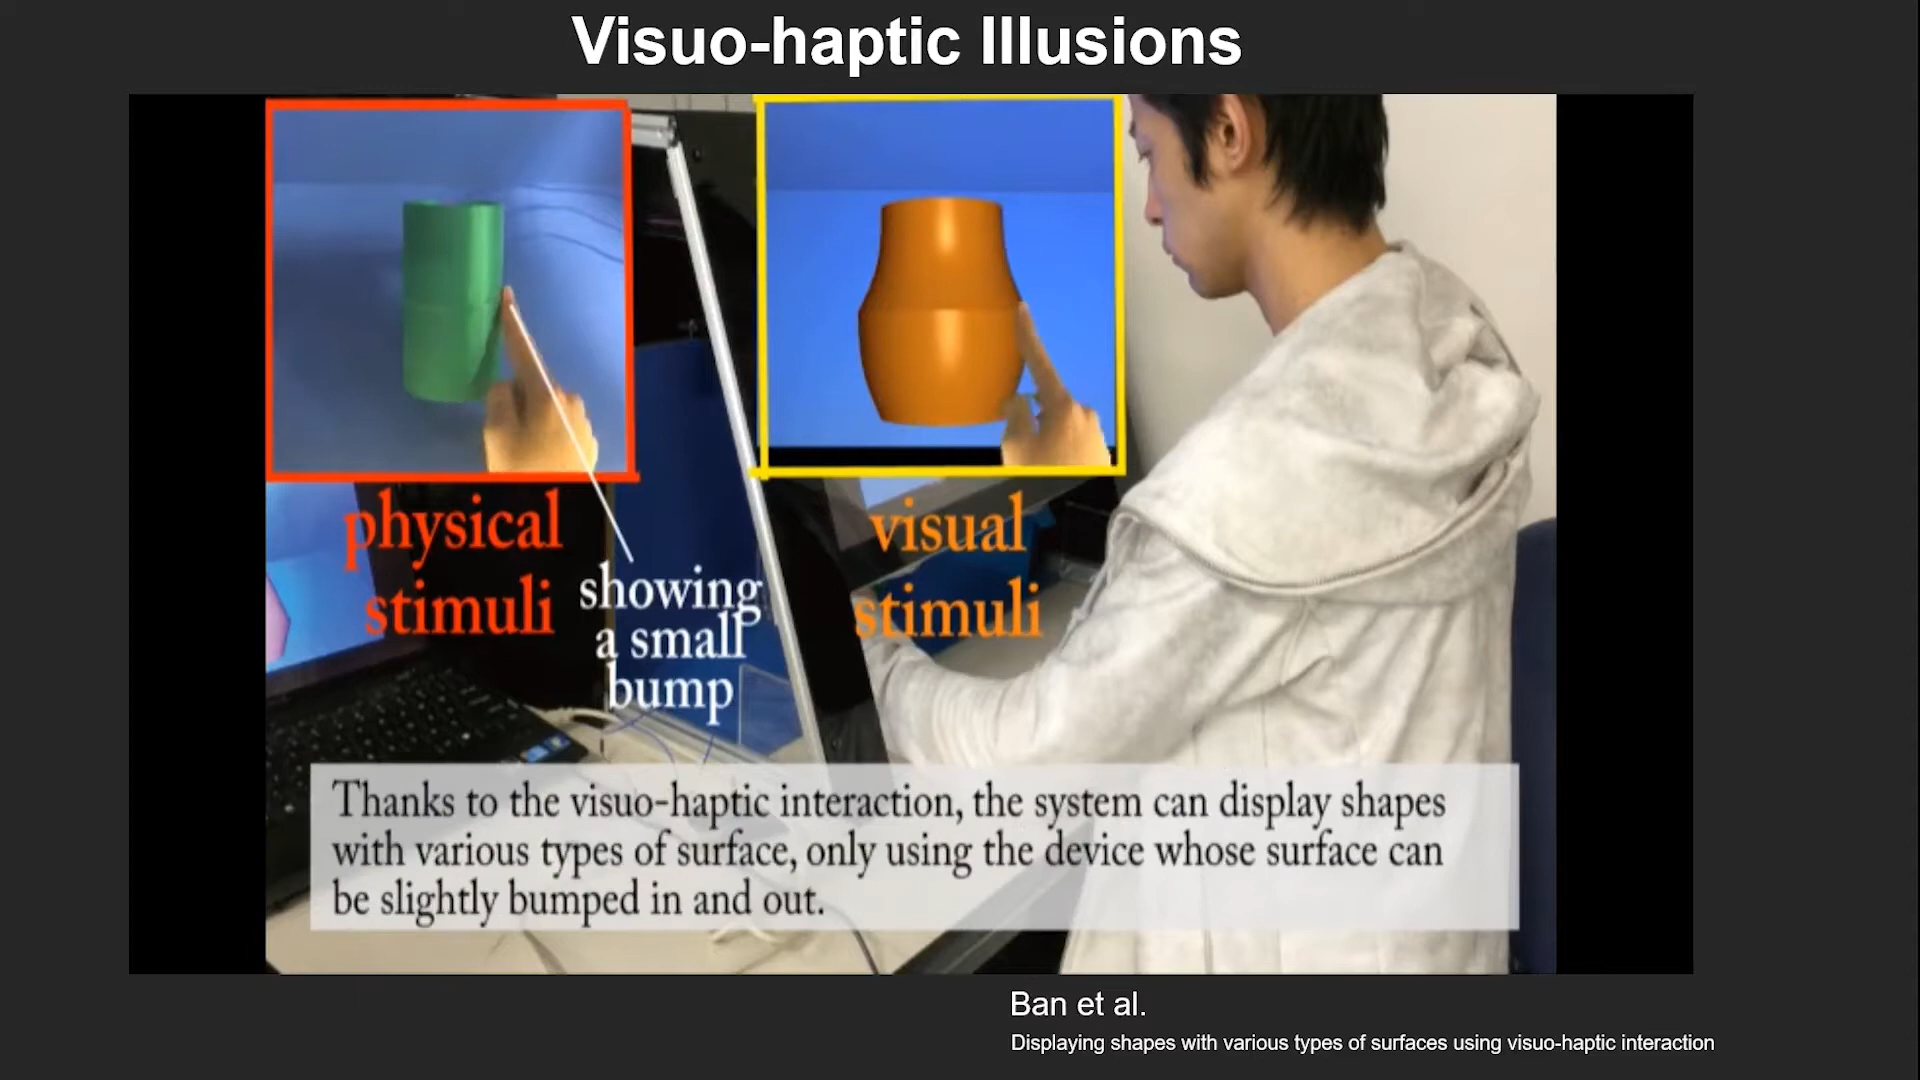 Visuo-haptic Illusions
physical
stimuli
showing
a small
bump
visual
stimuli
Thanks to the visuo-haptic interaction, the system can display shapes
with various types of surface, only using the device whose surface can
be slightly bumped in and out.
Ban et al.
Displaying shapes with various types of surfaces using visuo-haptic interaction